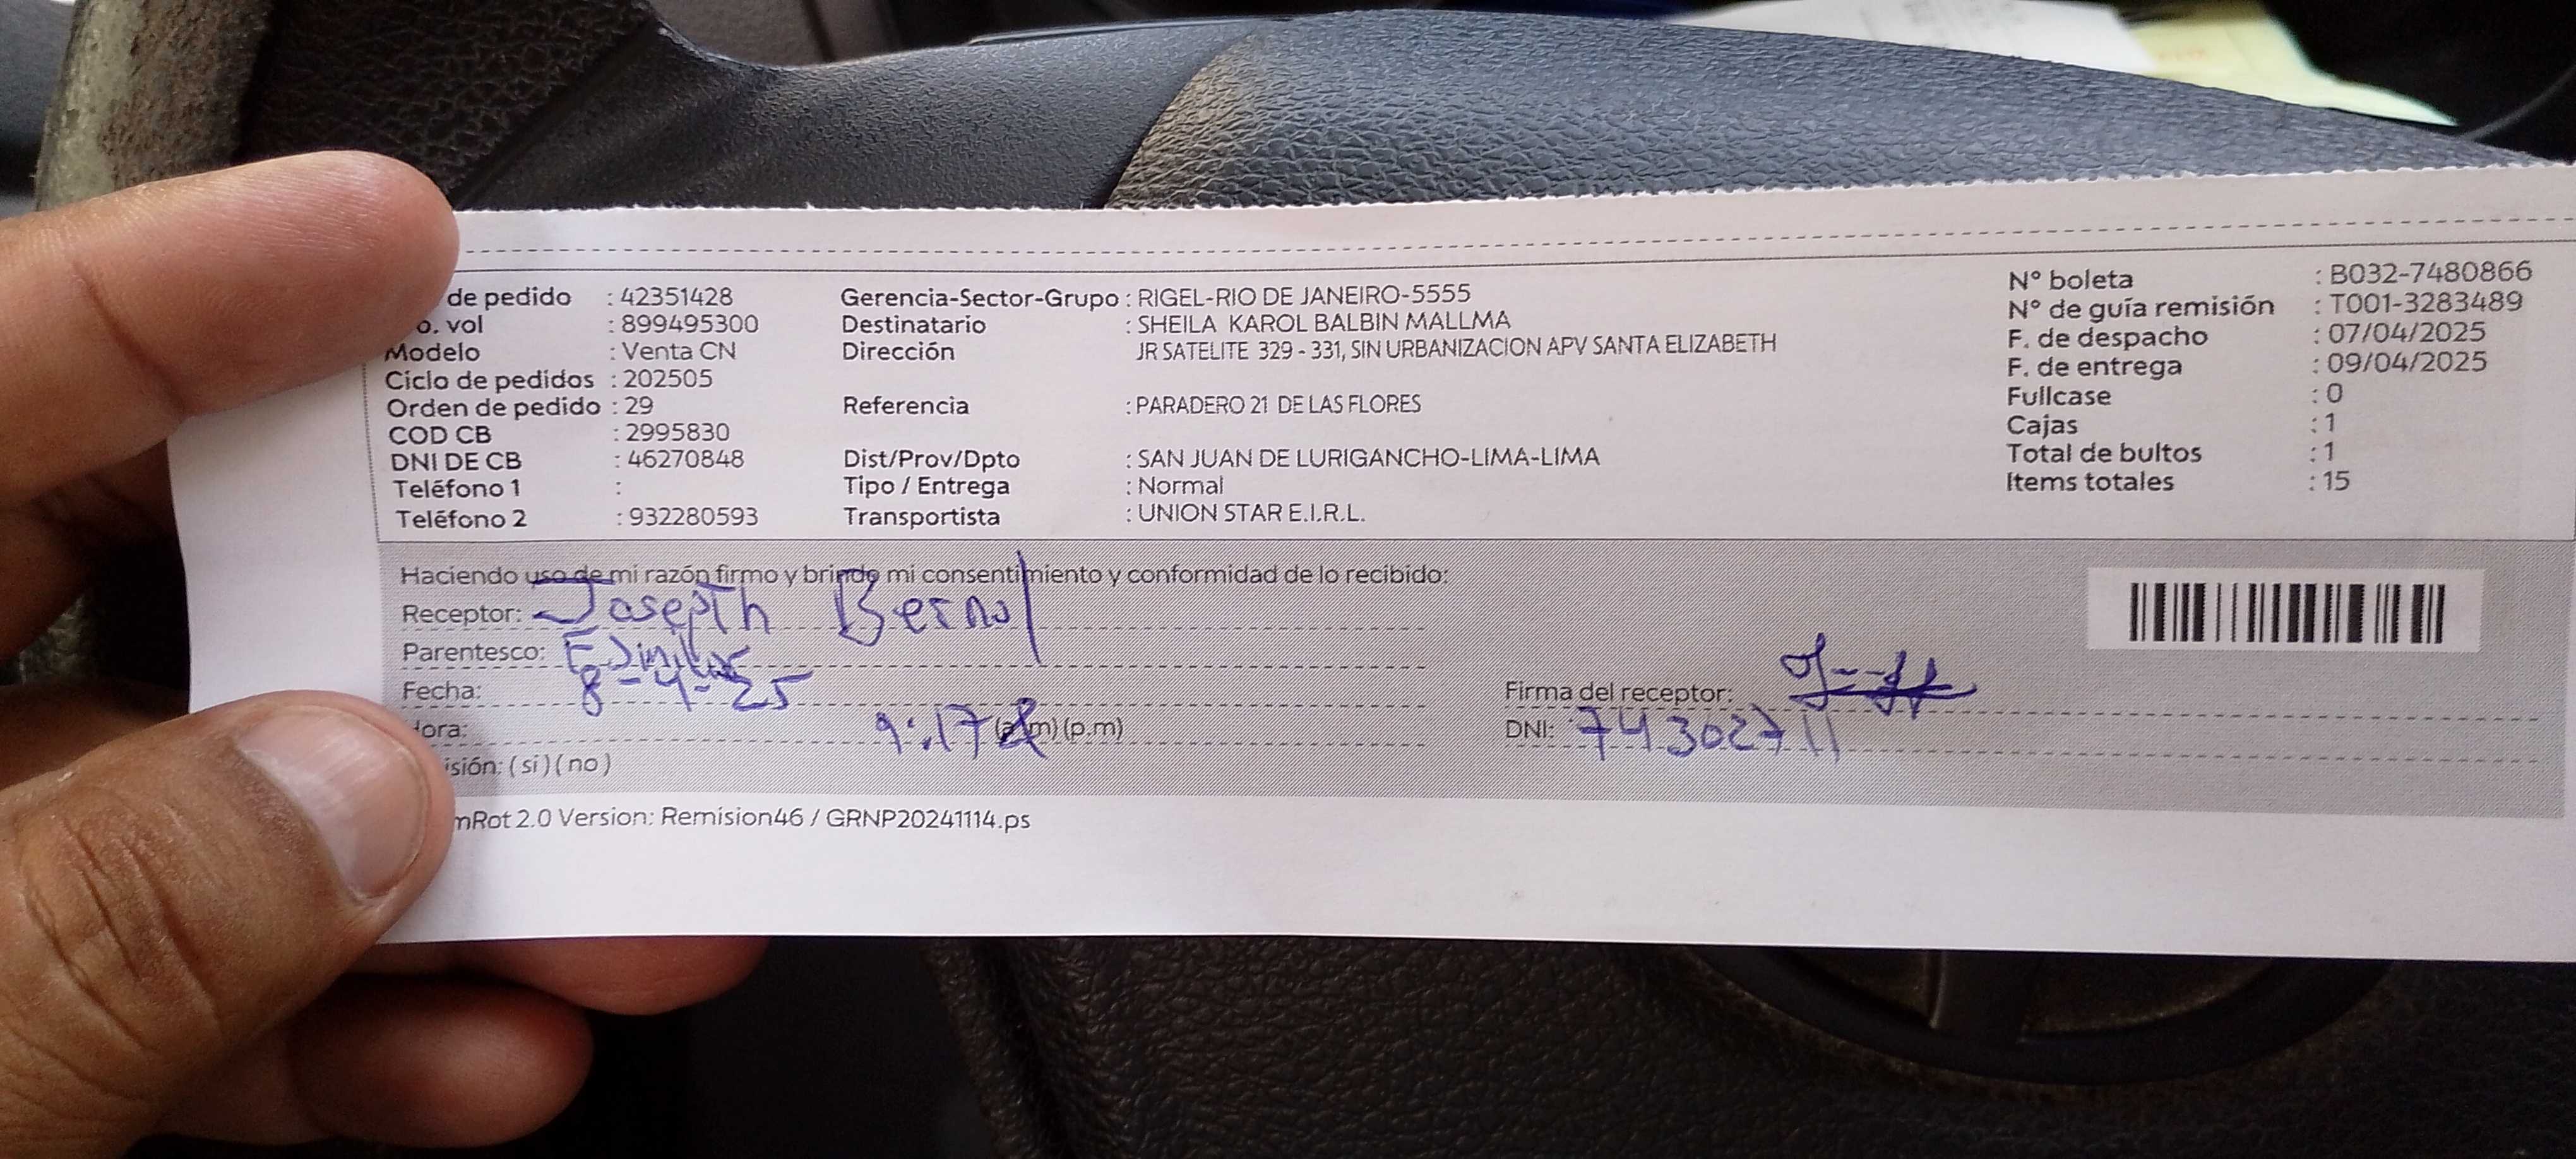 de pedido : 42351428
o. vol : 899495300
Modelo : Venta CN
Ciclo de pedidos : 202505
Orden de pedido : 29
COD CB : 2995830
DNI DE CB : 46270848
Teléfono 1 :
Teléfono 2 : 932280593
Gerencia-Sector-Grupo : RIGEL-RIO DE JANEIRO-5555
Destinatario : SHEILA KAROL BALBIN MALLMA
Dirección JR SATELITE 329 - 331, SIN URBANIZACION APV SANTA ELIZABETH
Referencia : PARADERO 21 DE LAS FLORES
Dist/Prov/Dpto : SAN JUAN DE LURIGANCHO-LIMA-LIMA
Tipo / Entrega : Normal
Transportista : UNION STAR E.I.R.L.
N° boleta : B032-7480866
N° de guía remisión : T001-3283489
F. de despacho : 07/04/2025
F. de entrega : 09/04/2025
Fullcase : 0
Cajas : 1
Total de bultos : 1
Items totales : 15
Haciendo uso de mi razón firmo y brindo mi consentimiento y conformidad de lo recibido:
Receptor: Joseph Bernal
Parentesco:
Fecha: 8-4-25
Hora: 9:17 (a.m) (p.m)
isión: ( si ) ( no )
Firma del receptor:
DNI: 74302711
mRot 2.0 Version: Remision46 / GRNP20241114.ps